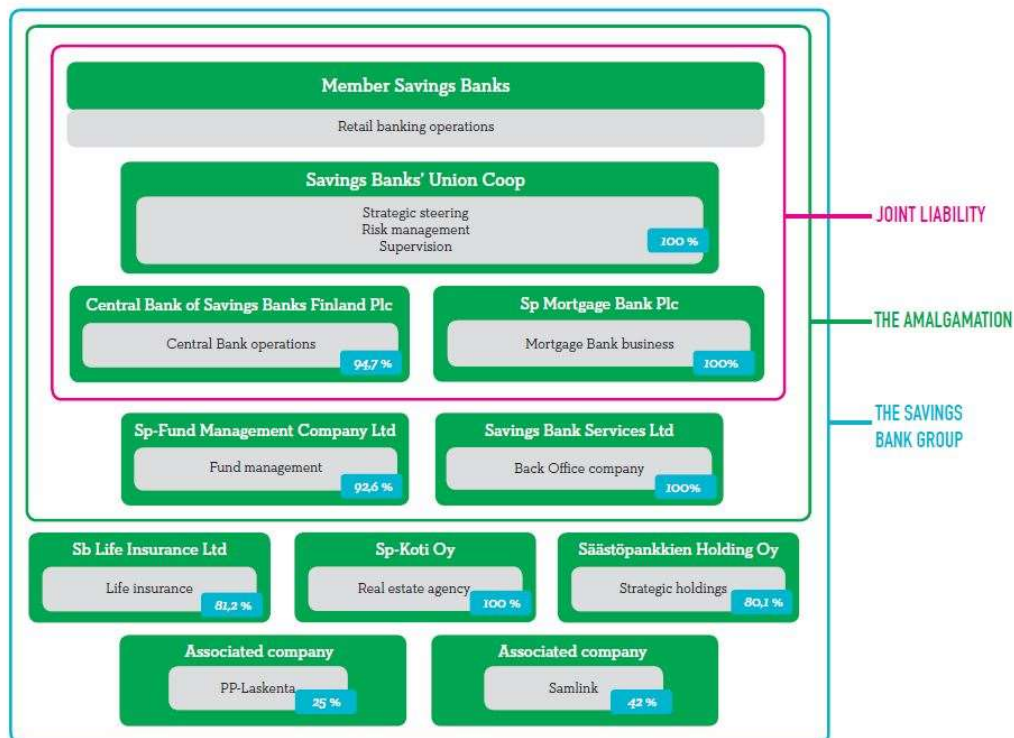 Member Savings Banks
Retail banking operations
Savings Banks' Union Coop
Strategic steering
Risk management
Supervision
100 %
JOINT LIABILITY
Central Bank of Savings Banks Finland Plc
Central Bank operations
94,7 %
Sp Mortgage Bank Plc
Mortgage Bank business
100%
THE AMALGAMATION
Sp-Fund Management Company Ltd
Fund management
92,6 %
Savings Bank Services Ltd
Back Office company
100%
THE SAVINGS
BANK GROUP
Sb Life Insurance Ltd
Life insurance
81,2 %
Sp-Koti Oy
Real estate agency
100 %
Säästöpankkien Holding Oy
Strategic holdings
80,1 %
Associated company
PP-Laskenta
25 %
Associated company
Samlink
42 %